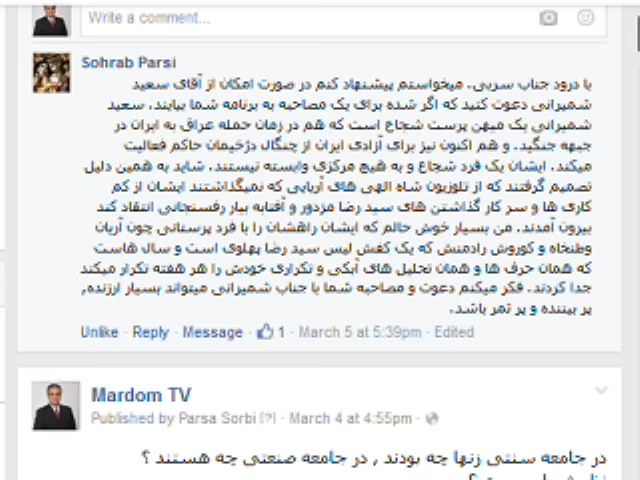 Write a comment...
Sohrab Parsi
با درود جناب سربی. میخواستم پیشنهاد کنم در صورت امکان از آقای سعید
شمیرانی دعوت کنید که اگر شده برای یک مصاحبه به برنامه شما بیایند. سعید
شمیرانی یک میهن پرست شجاع است که هم در زمان حمله عراق به ایران در
جبهه جنگید. و هم اکنون نیز برای آزادی ایران از چنگال دژخیمان حاکم فعالیت
میکند. ایشان یک فرد شجاع و به هیچ مرکزی وابسته نیستند. شاید به همین دلیل
تصمیم گرفتند که از تلوزیون شاه الهی های آریایی که نمیگذاشتند ایشان از کم
کاری ها و سر کار گذاشتن های سید رضا مزدور و آفتابه بیار رفسنجانی انتقاد کند
بیرون آمدند. من بسیار خوش حالم که ایشان راهشان را با فرد پرستانی چون آریان
وطنخاه و کوروش رادمنش که یک کفش لیس سید رضا پهلوی است و سال هاست
که همان حرف ها و همان تحلیل های آبکی و تکراری خودش را هر هفته تکرار میکند
جدا کردند. فکر میکنم دعوت و مصاحبه شما با جناب شمیرانی میتواند بسیار ارزنده,
پر بیننده و پر ثمر باشد.
Unlike · Reply · Message · 1 · March 5 at 5:39pm · Edited
Mardom TV
Published by Parsa Sorbi [?] · March 4 at 4:55pm ·
در جامعه سنتی زنها چه بودند , در جامعه صنعتی چه هستند ؟